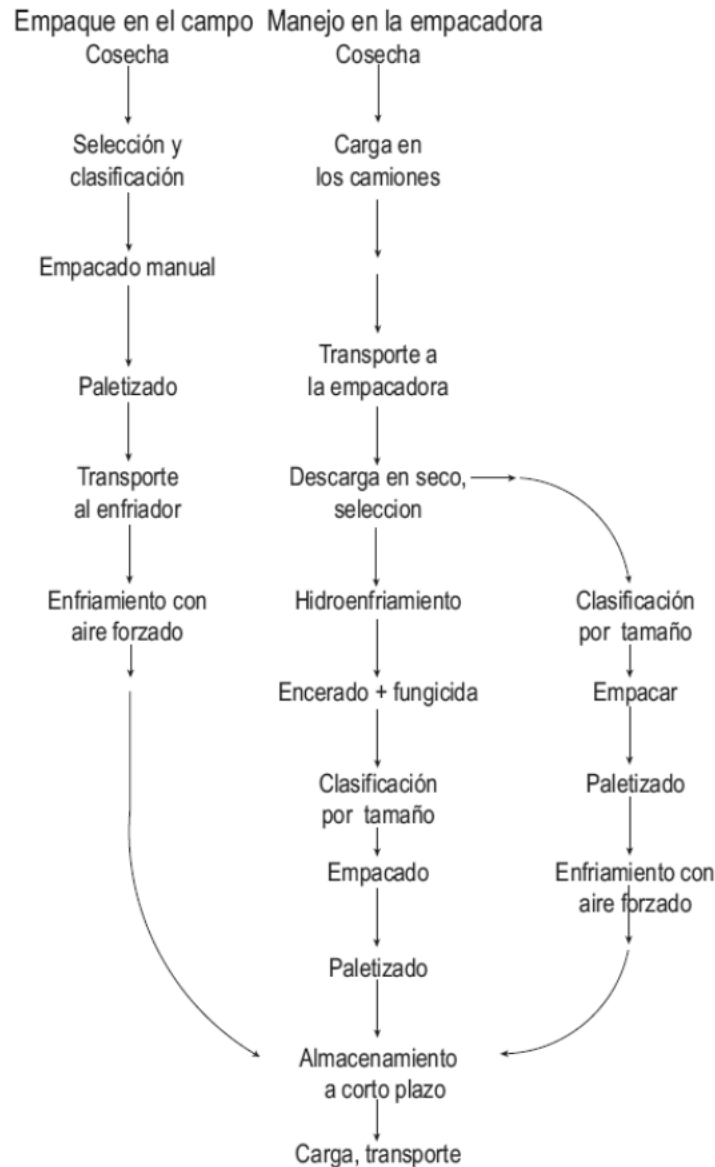 Empaque en el campo
Cosecha
Selección y
clasificación
Empacado manual
Paletizado
Transporte
al enfriador
Enfriamiento con
aire forzado
Manejo en la empacadora
Cosecha
Carga en
los camiones
Transporte a
la empacadora
Descarga en seco,
seleccion
Hidroenfriamiento
Encerado + fungicida
Clasificación
por tamaño
Empacado
Paletizado
Clasificación
por tamaño
Empacar
Paletizado
Enfriamiento con
aire forzado
Almacenamiento
a corto plazo
Carga, transporte